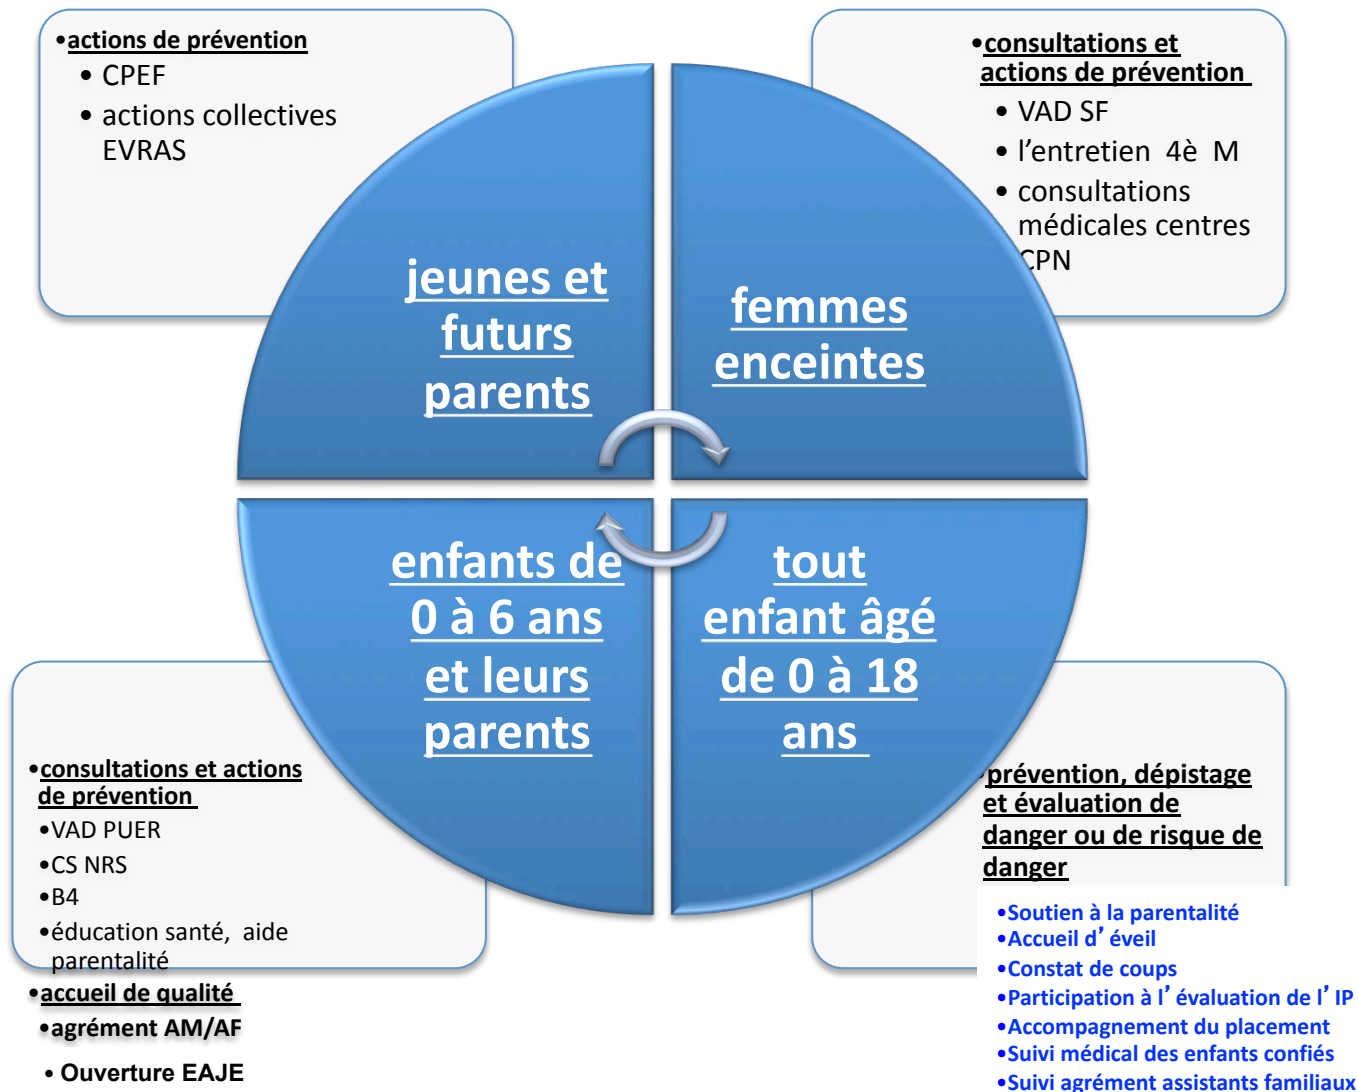 •actions de prévention
• CPEF
• actions collectives
EVRAS
•consultations et
actions de prévention
• VAD SF
• l'entretien 4è M
• consultations
médicales centres
CPN
jeunes et
futurs
parents
femmes
enceintes
enfants de
0 à 6 ans
et leurs
parents
tout
enfant âgé
de 0 à 18
ans
•consultations et actions
de prévention
•VAD PUER
•CS NRS
•B4
•éducation santé, aide
parentalité
•accueil de qualité
•agrément AM/AF
• Ouverture EAJE
•prévention, dépistage
et évaluation de
danger ou de risque de
danger
•Soutien à la parentalité
•Accueil d' éveil
•Constat de coups
•Participation à l' évaluation de l' IP
•Accompagnement du placement
•Suivi médical des enfants confiés
•Suivi agrément assistants familiaux